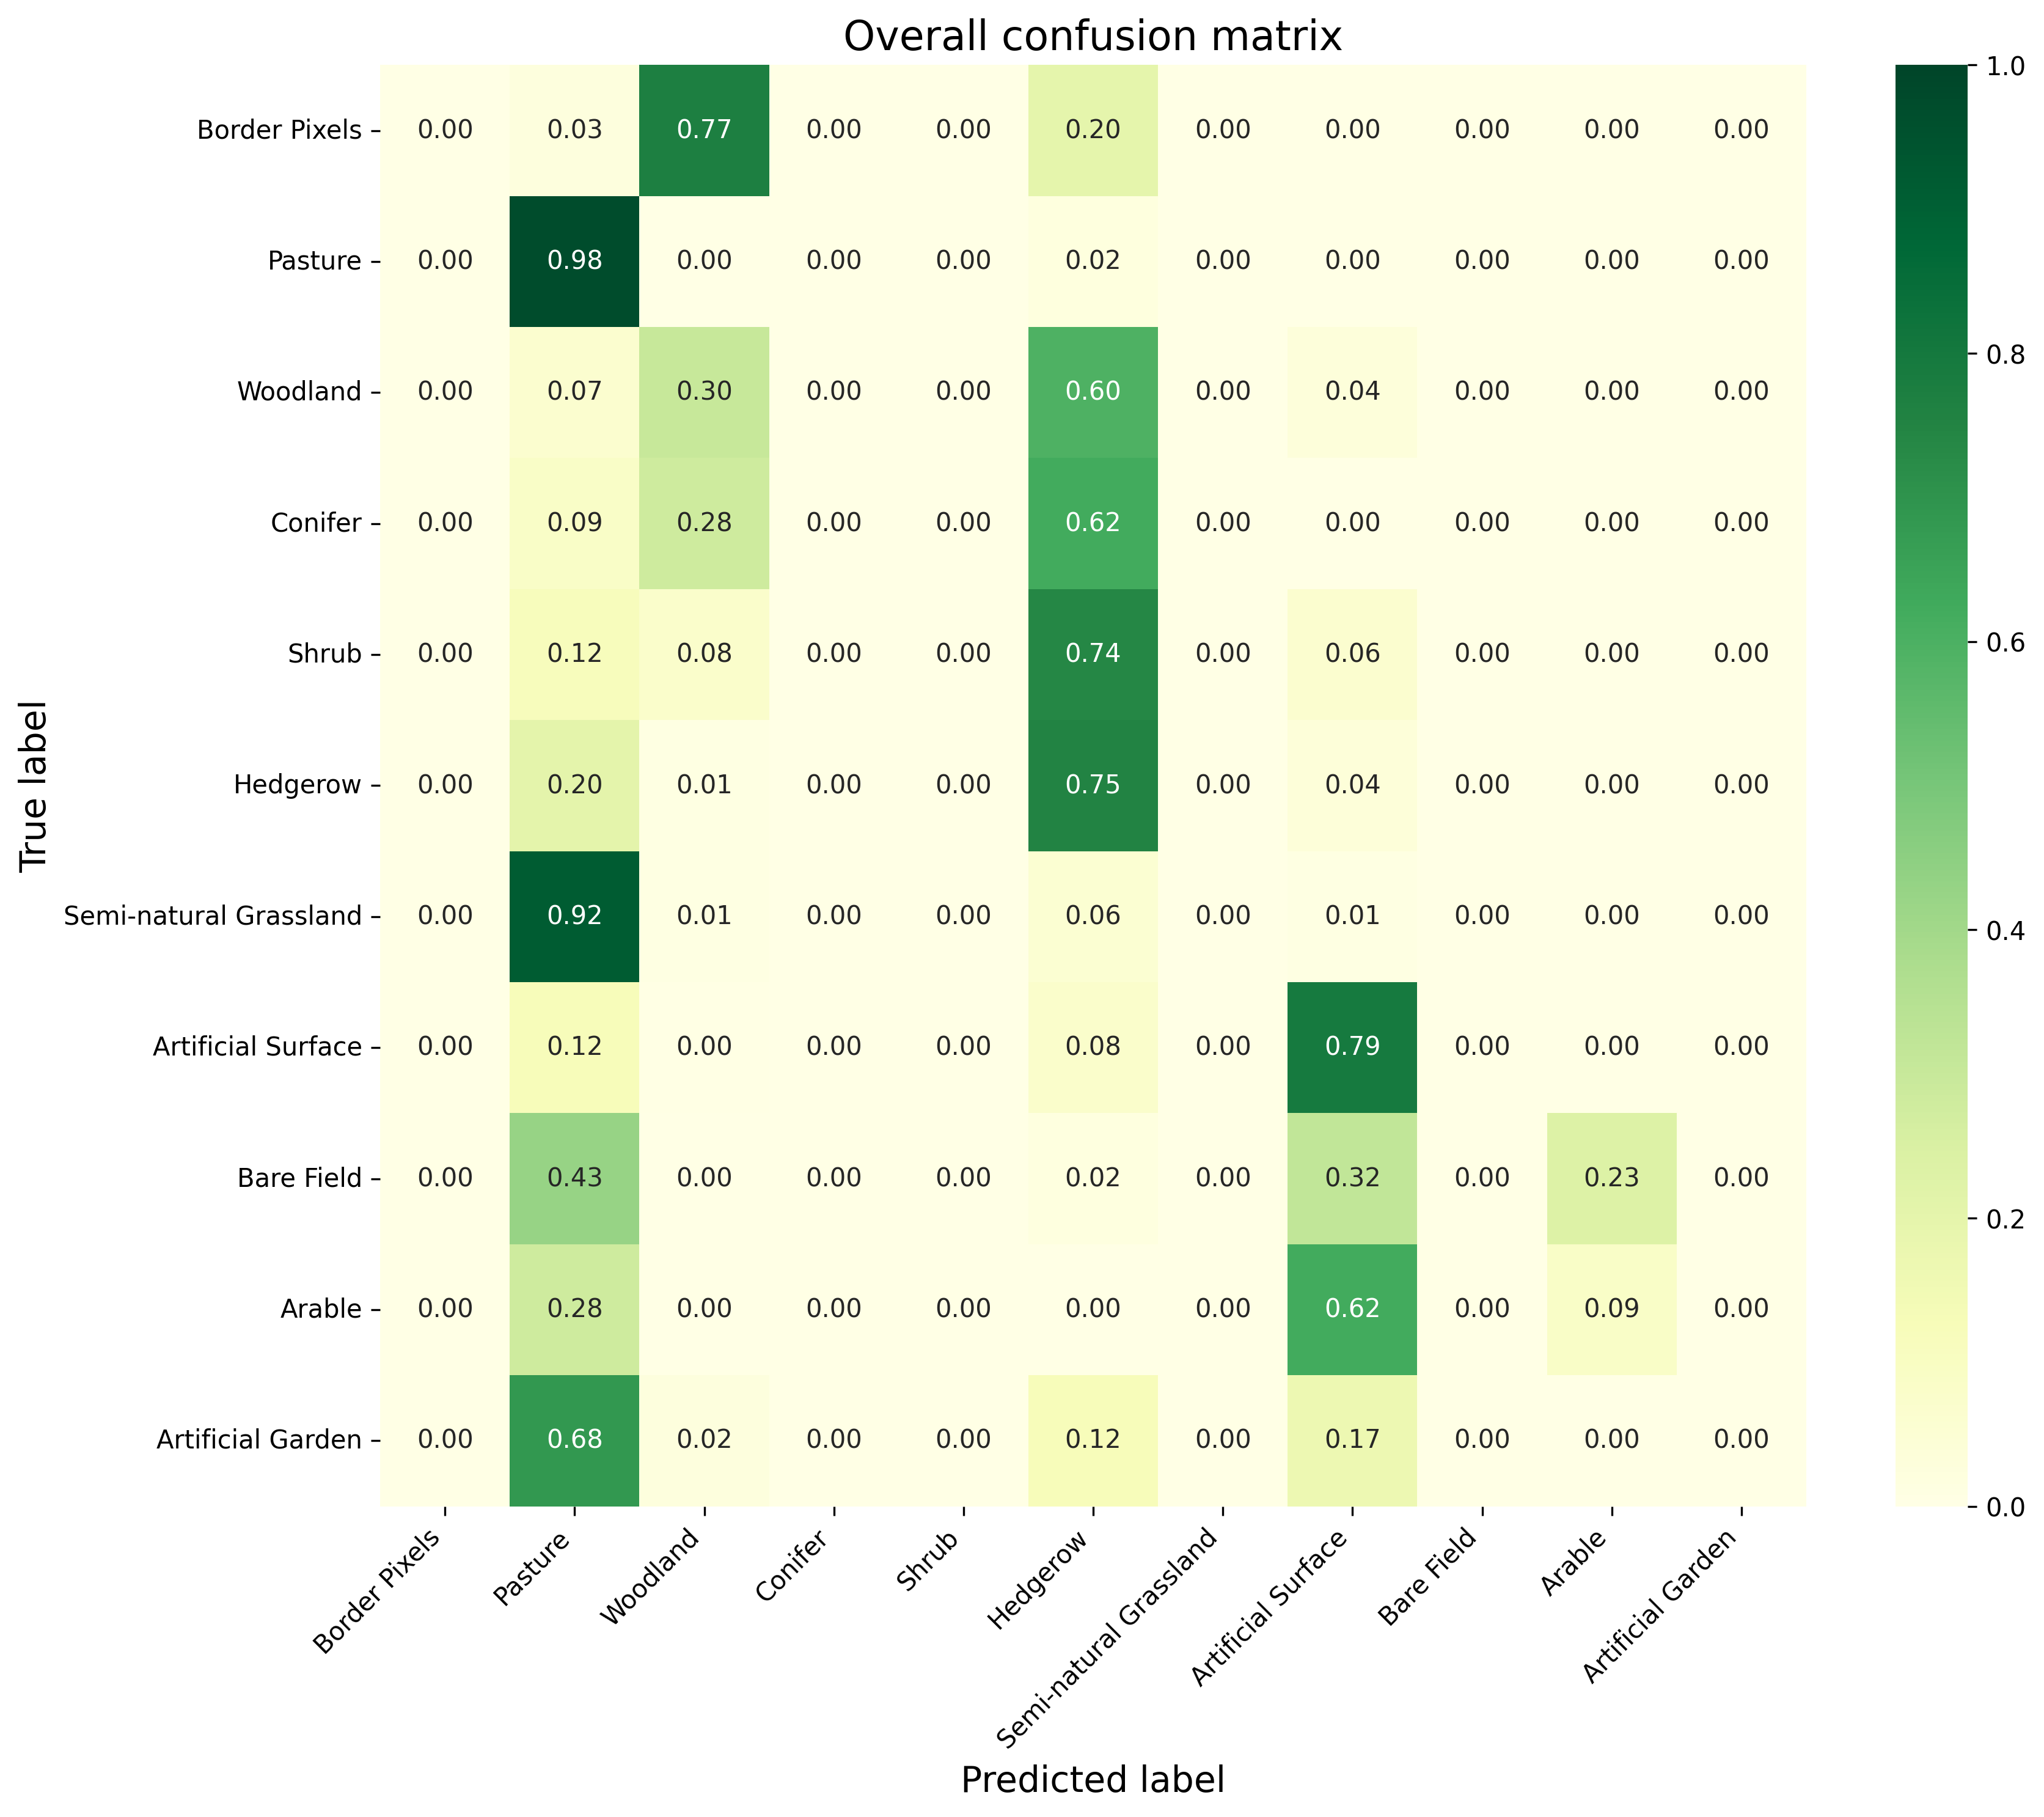 Overall confusion matrix
True label
Border Pixels 0.00 0.03 0.77 0.00 0.00 0.20 0.00 0.00 0.00 0.00 0.00
Pasture 0.00 0.98 0.00 0.00 0.00 0.02 0.00 0.00 0.00 0.00 0.00
Woodland 0.00 0.07 0.30 0.00 0.00 0.60 0.00 0.04 0.00 0.00 0.00
Conifer 0.00 0.09 0.28 0.00 0.00 0.62 0.00 0.00 0.00 0.00 0.00
Shrub 0.00 0.12 0.08 0.00 0.00 0.74 0.00 0.06 0.00 0.00 0.00
Hedgerow 0.00 0.20 0.01 0.00 0.00 0.75 0.00 0.04 0.00 0.00 0.00
Semi-natural Grassland 0.00 0.92 0.01 0.00 0.00 0.06 0.00 0.01 0.00 0.00 0.00
Artificial Surface 0.00 0.12 0.00 0.00 0.00 0.08 0.00 0.79 0.00 0.00 0.00
Bare Field 0.00 0.43 0.00 0.00 0.00 0.02 0.00 0.32 0.00 0.23 0.00
Arable 0.00 0.28 0.00 0.00 0.00 0.00 0.00 0.62 0.00 0.09 0.00
Artificial Garden 0.00 0.68 0.02 0.00 0.00 0.12 0.00 0.17 0.00 0.00 0.00
Border Pixels
Pasture
Woodland
Conifer
Shrub
Hedgerow
Semi-natural Grassland
Artificial Surface
Bare Field
Arable
Artificial Garden
Predicted label
1.0
0.8
0.6
0.4
0.2
0.0